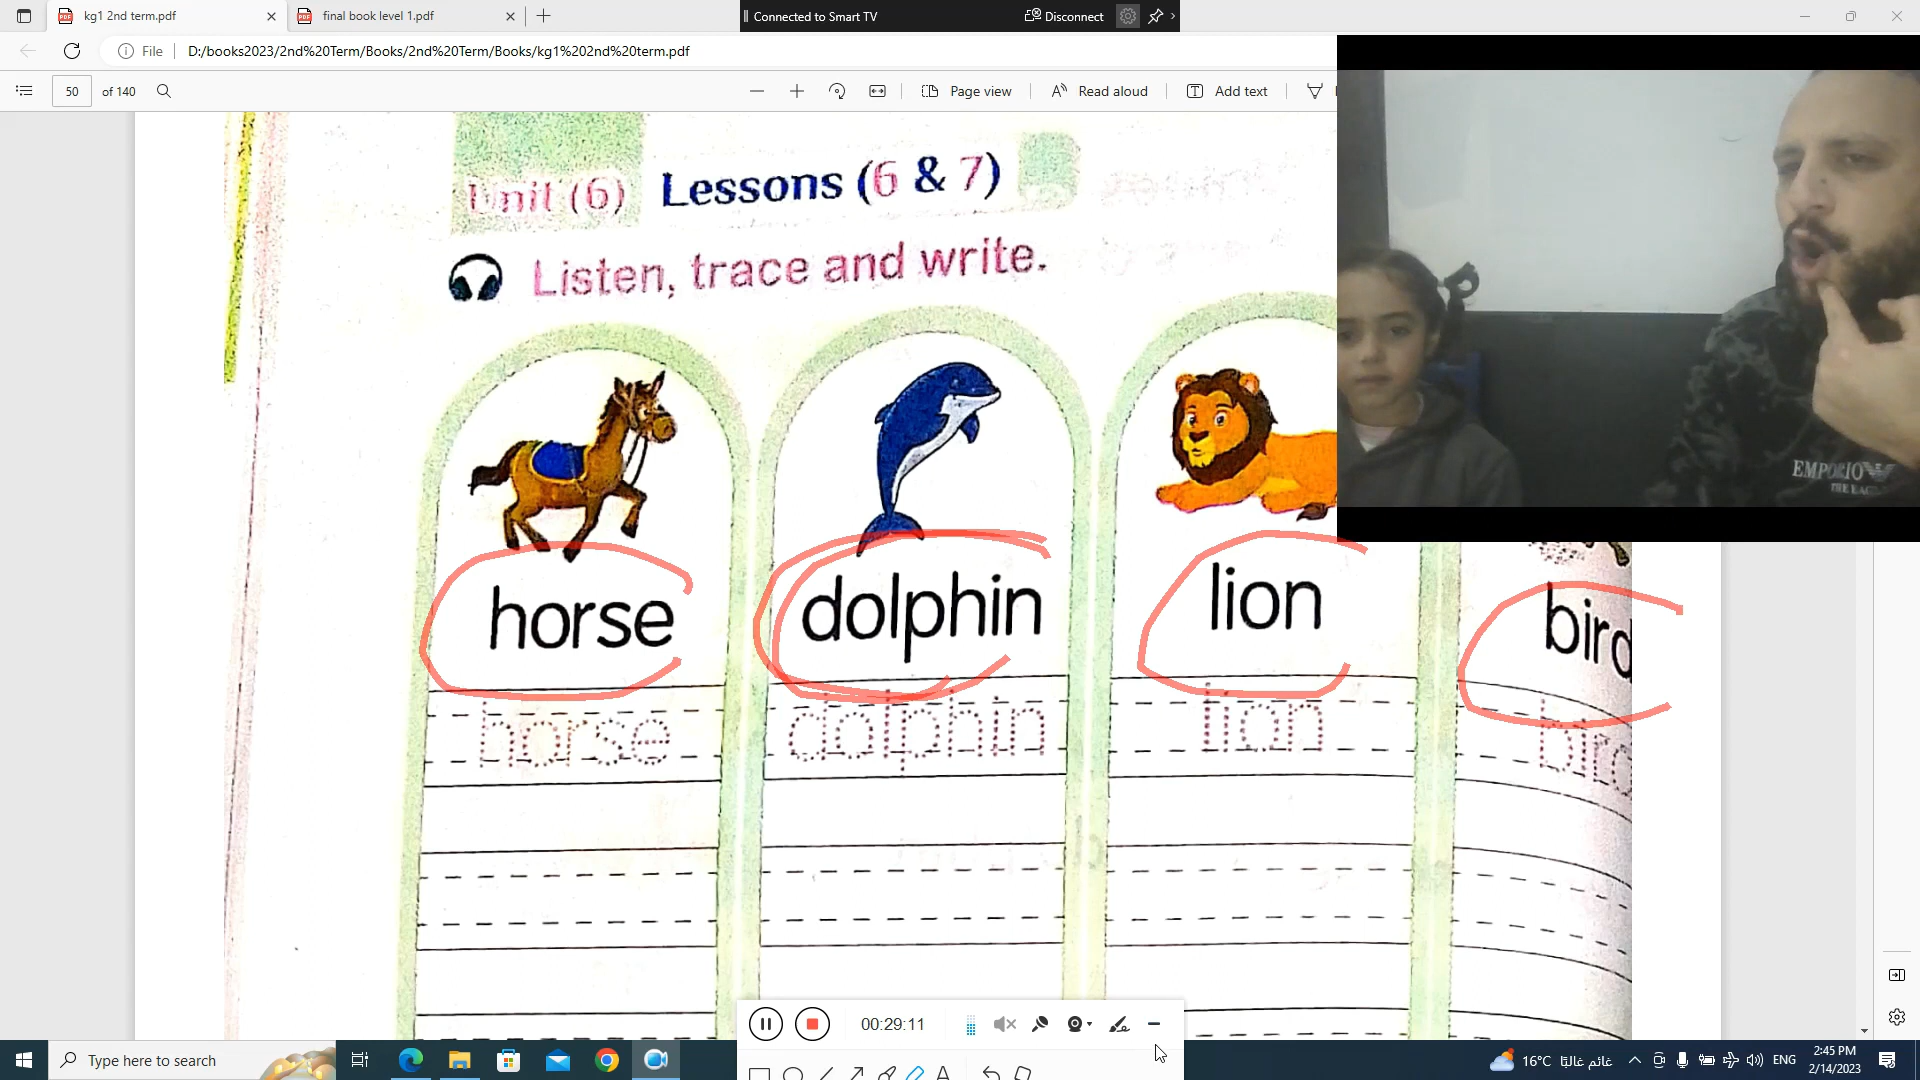 kg1 2nd term.pdf
final book level 1.pdf
Connected to Smart TV
Disconnect
File
D:/books2023/2nd%20Term/Books/2nd%20Term/Books/kg1%202nd%20term.pdf
50 of 140
Page view
Read aloud
Add text
Unit (6) Lessons (6 & 7)
Listen, trace and write.
EMPORIO
horse dolphin lion bird
horse dolphin lion bird
00:29:11
Type here to search
16°C غائم غالبًا
ENG
2:45 PM
2/14/2023